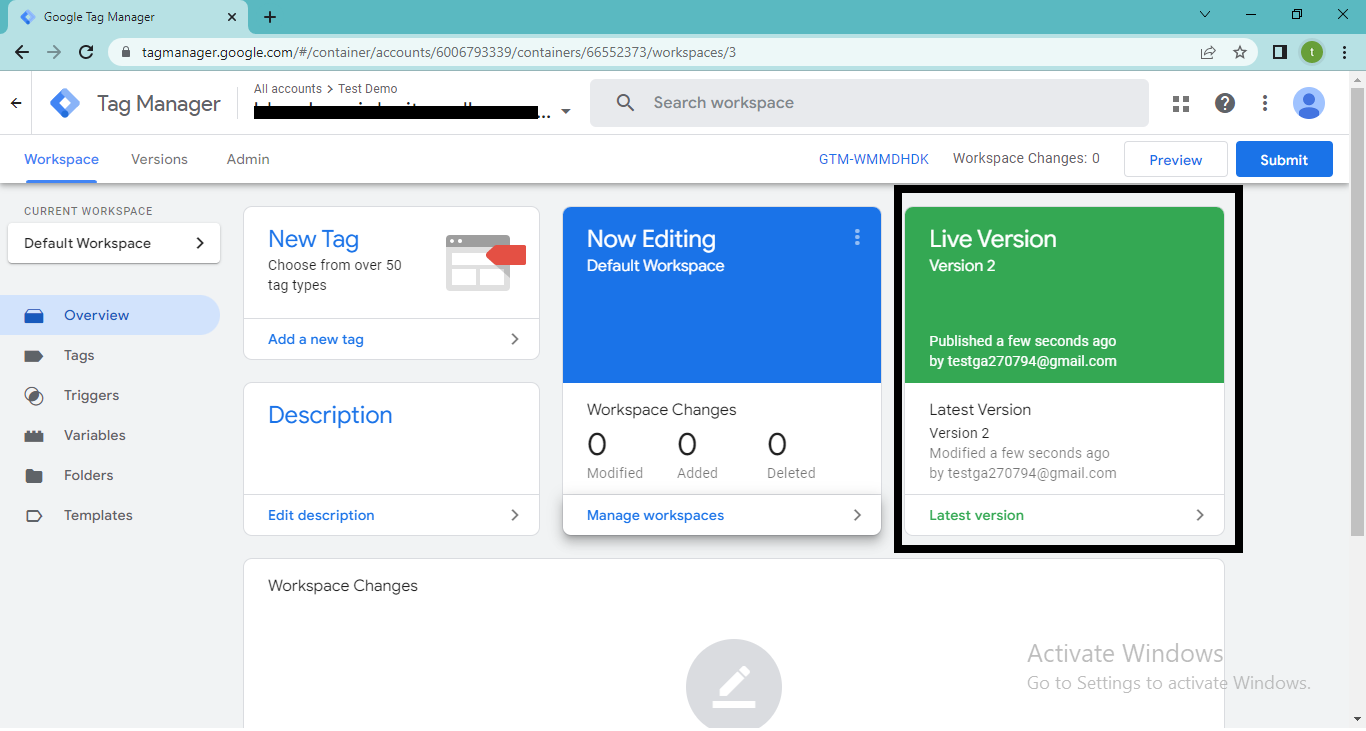 Google Tag Manager
tagmanager.google.com/#/container/accounts/6006793339/containers/66552373/workspaces/3
t
Tag Manager
All accounts > Test Demo
...
Search workspace
Workspace
Versions
Admin
GTM-WMMDHDK
Workspace Changes: 0
Preview
Submit
CURRENT WORKSPACE
Default Workspace
Overview
Tags
Triggers
Variables
Folders
Templates
New Tag
Choose from over 50
tag types
Add a new tag
Description
Edit description
Now Editing
Default Workspace
Workspace Changes
0 0 0
Modified Added Deleted
Manage workspaces
Live Version
Version 2
Published a few seconds ago
by testga270794@gmail.com
Latest Version
Version 2
Modified a few seconds ago
by testga270794@gmail.com
Latest version
Workspace Changes
Activate Windows
Go to Settings to activate Windows.